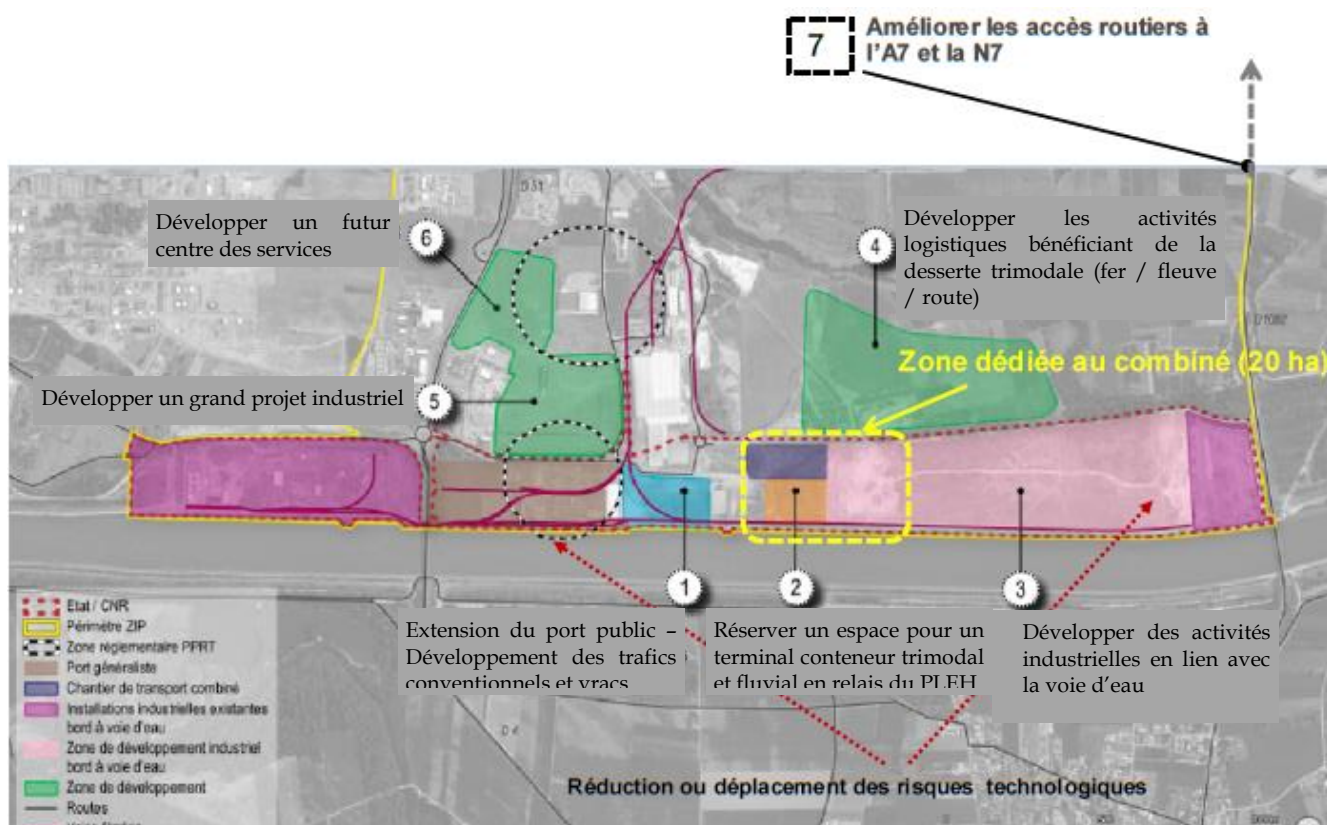 7
Améliorer les accès routiers à
l'A7 et la N7
D 31
Développer un futur
centre des services
6
4
Développer les activités
logistiques bénéficiant de la
desserte trimodale (fer / fleuve
/ route)
D1082
Zone dédiée au combiné (20 ha)
Développer un grand projet industriel
5
1
2
3
Extension du port public –
Développement des trafics
conventionnels et vracs
Réserver un espace pour un
terminal conteneur trimodal
et fluvial en relais du PLEH
Développer des activités
industrielles en lien avec
la voie d'eau
Etat / CNR
Périmètre ZIP
Zone réglementaire PPRT
Port généraliste
Chantier de transport combiné
Installations industrielles existantes
bord à voie d'eau
Zone de développement industriel
bord à voie d'eau
Zone de développement
Routes
D 4
Réduction ou déplacement des risques technologiques